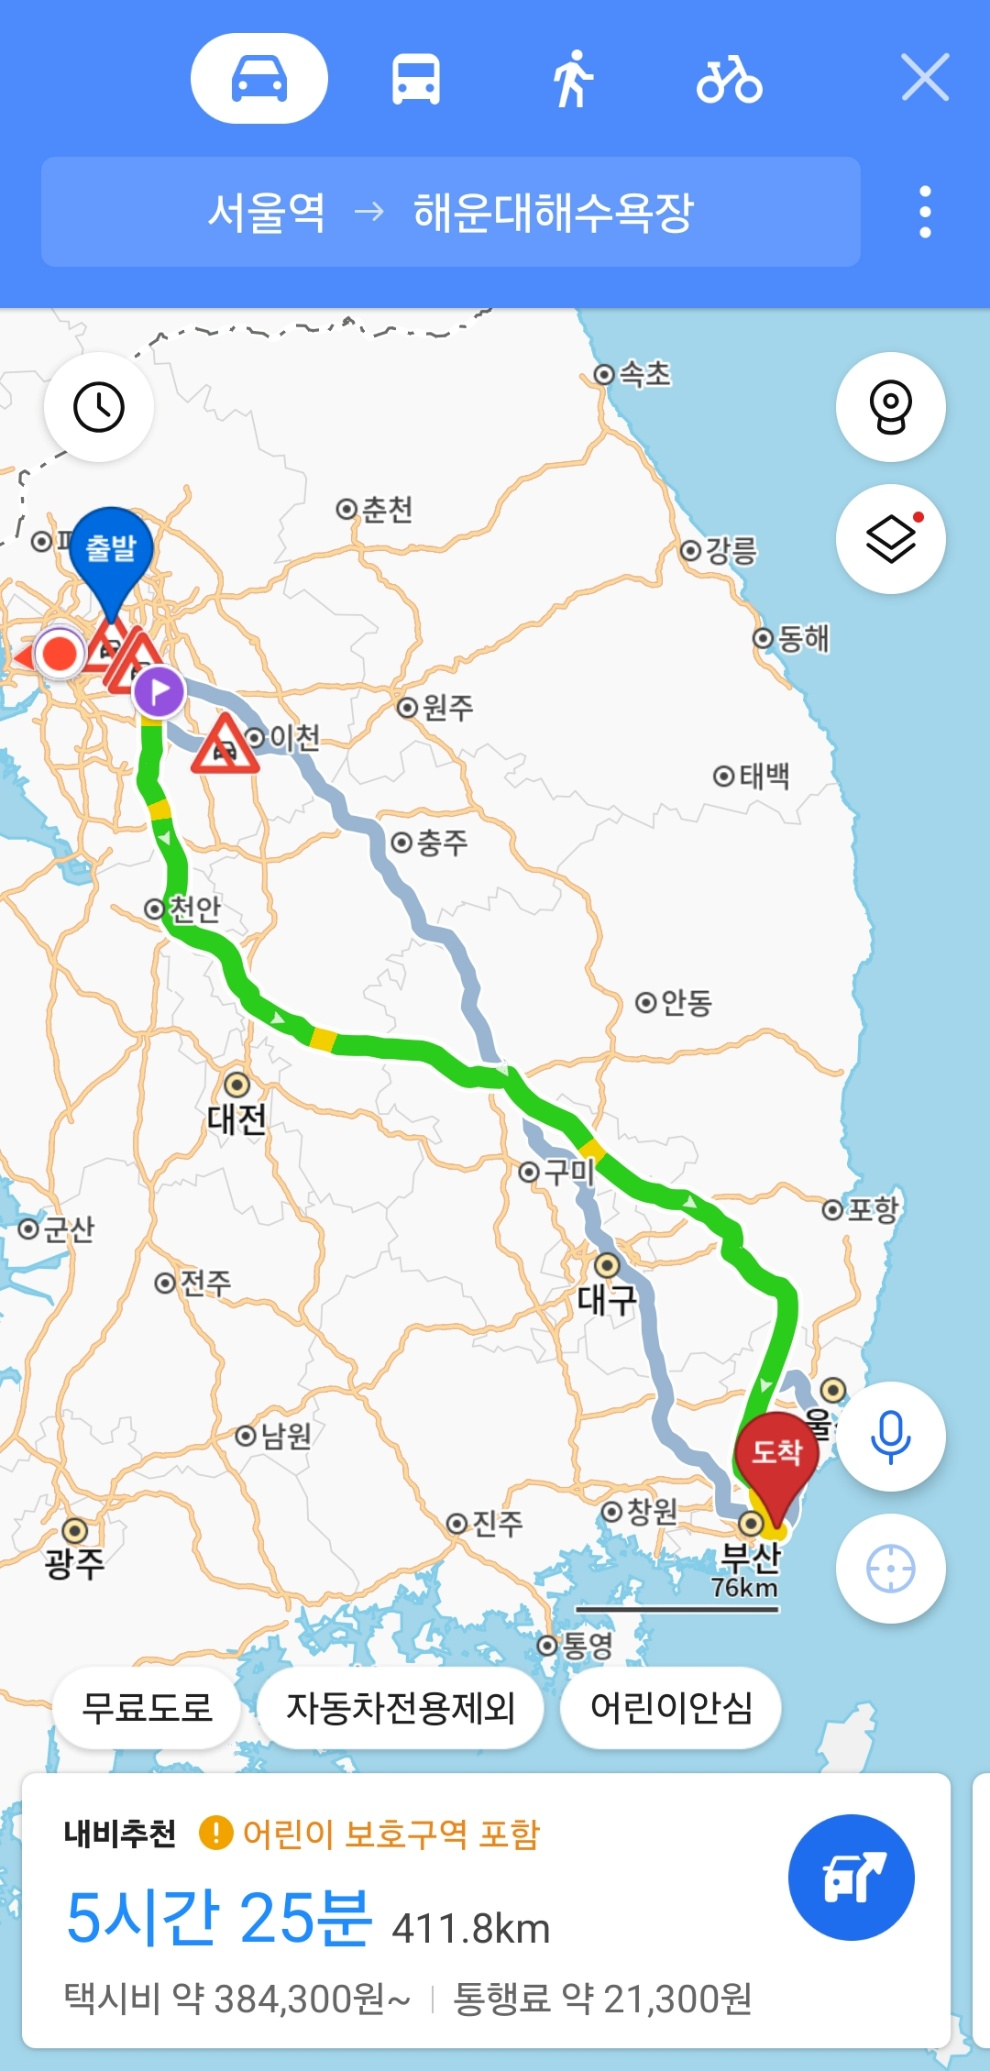 서울역 → 해운대해수욕장
속초
춘천
출발
강릉
동해
원주
이천
태백
충주
천안
안동
대전
구미
포항
군산
전주
대구
남원
도착
창원
진주
광주
부산
76km
통영
무료도로 자동차전용제외 어린이안심
내비추천 ! 어린이 보호구역 포함
5시간 25분 411.8km
택시비 약 384,300원~ | 통행료 약 21,300원